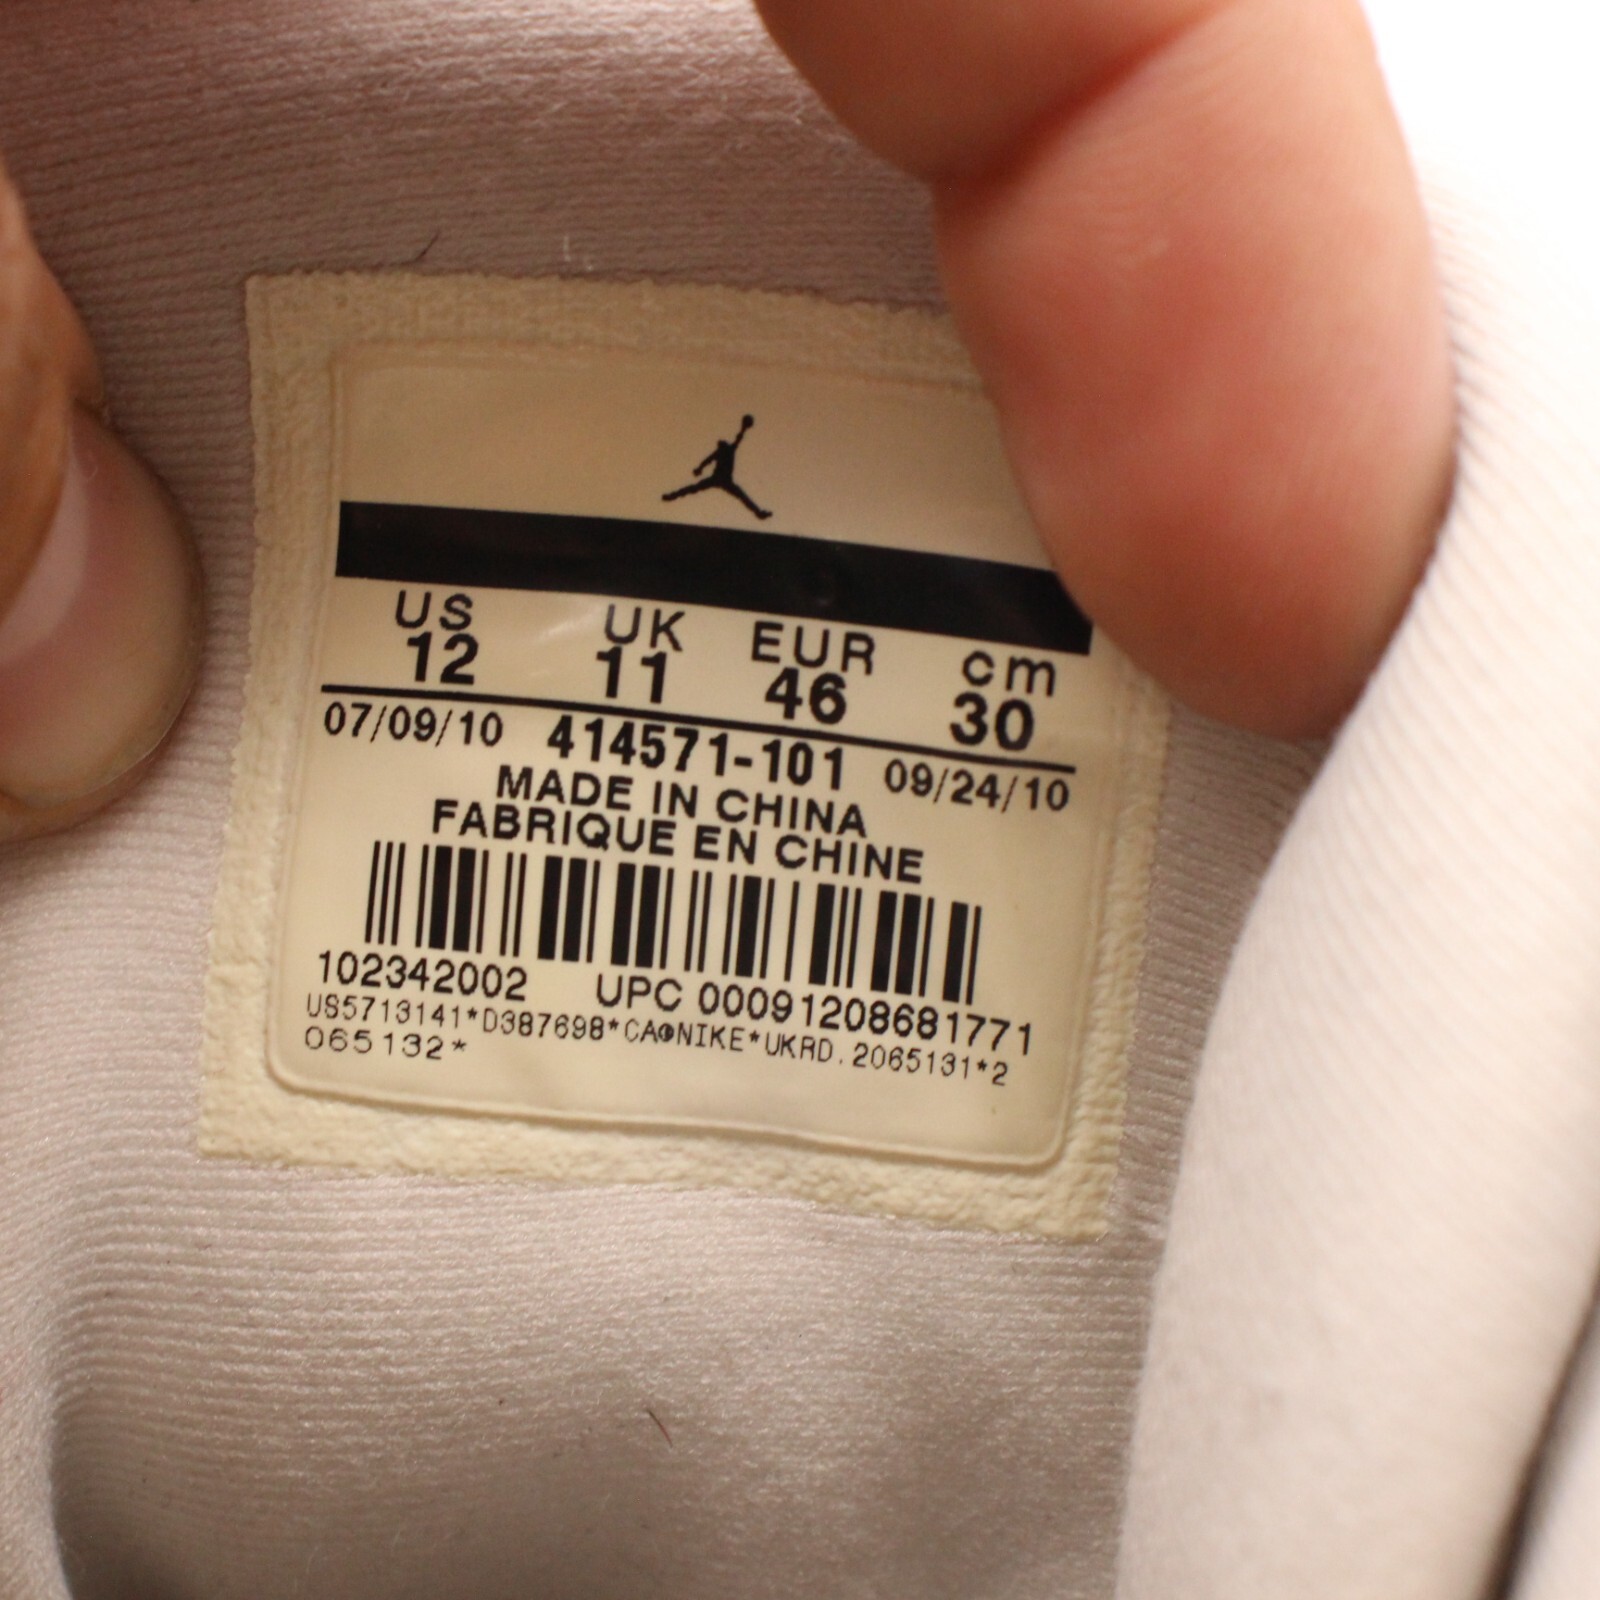 US UK EUR cm
12 11 46 30
07/09/10 414571-101 09/24/10
MADE IN CHINA
FABRIQUE EN CHINE
102342002 UPC 00091208681771
US5713141*D387698*CA®NIKE*UKRD.2065131*2
065132*